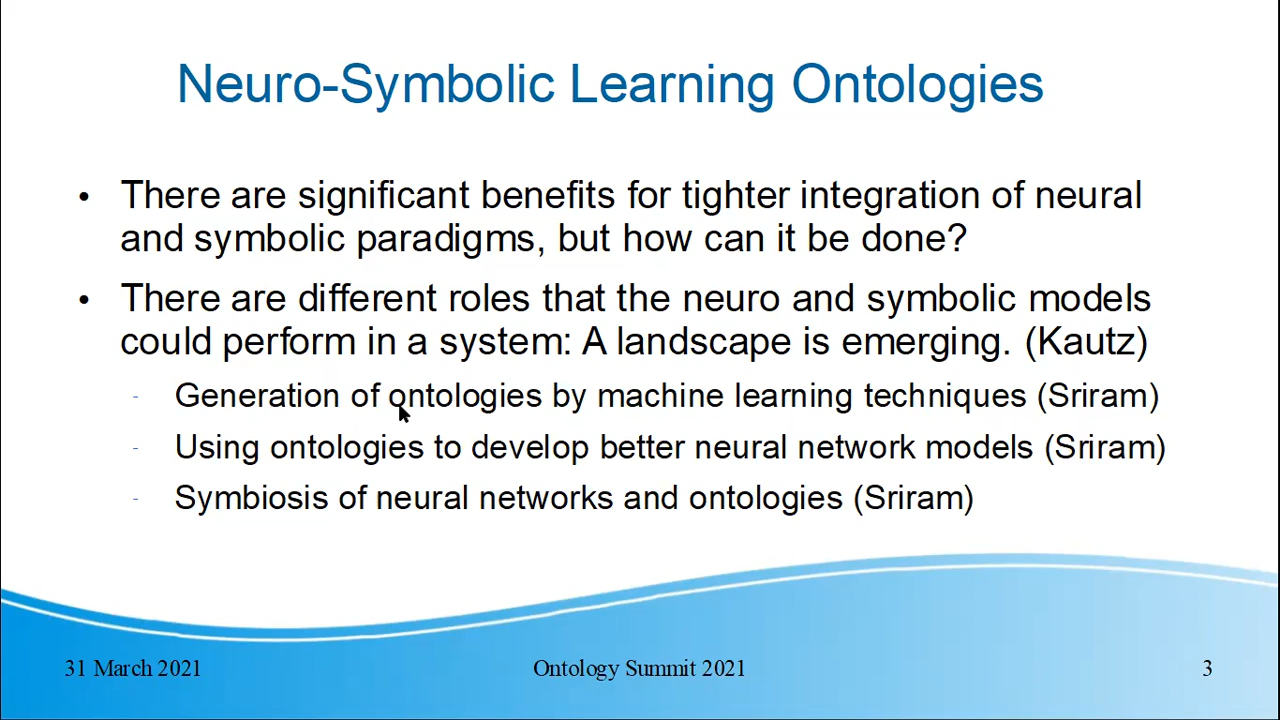 Neuro-Symbolic Learning Ontologies
• There are significant benefits for tighter integration of neural
and symbolic paradigms, but how can it be done?
• There are different roles that the neuro and symbolic models
could perform in a system: A landscape is emerging. (Kautz)
- Generation of ontologies by machine learning techniques (Sriram)
- Using ontologies to develop better neural network models (Sriram)
- Symbiosis of neural networks and ontologies (Sriram)
31 March 2021
Ontology Summit 2021
3